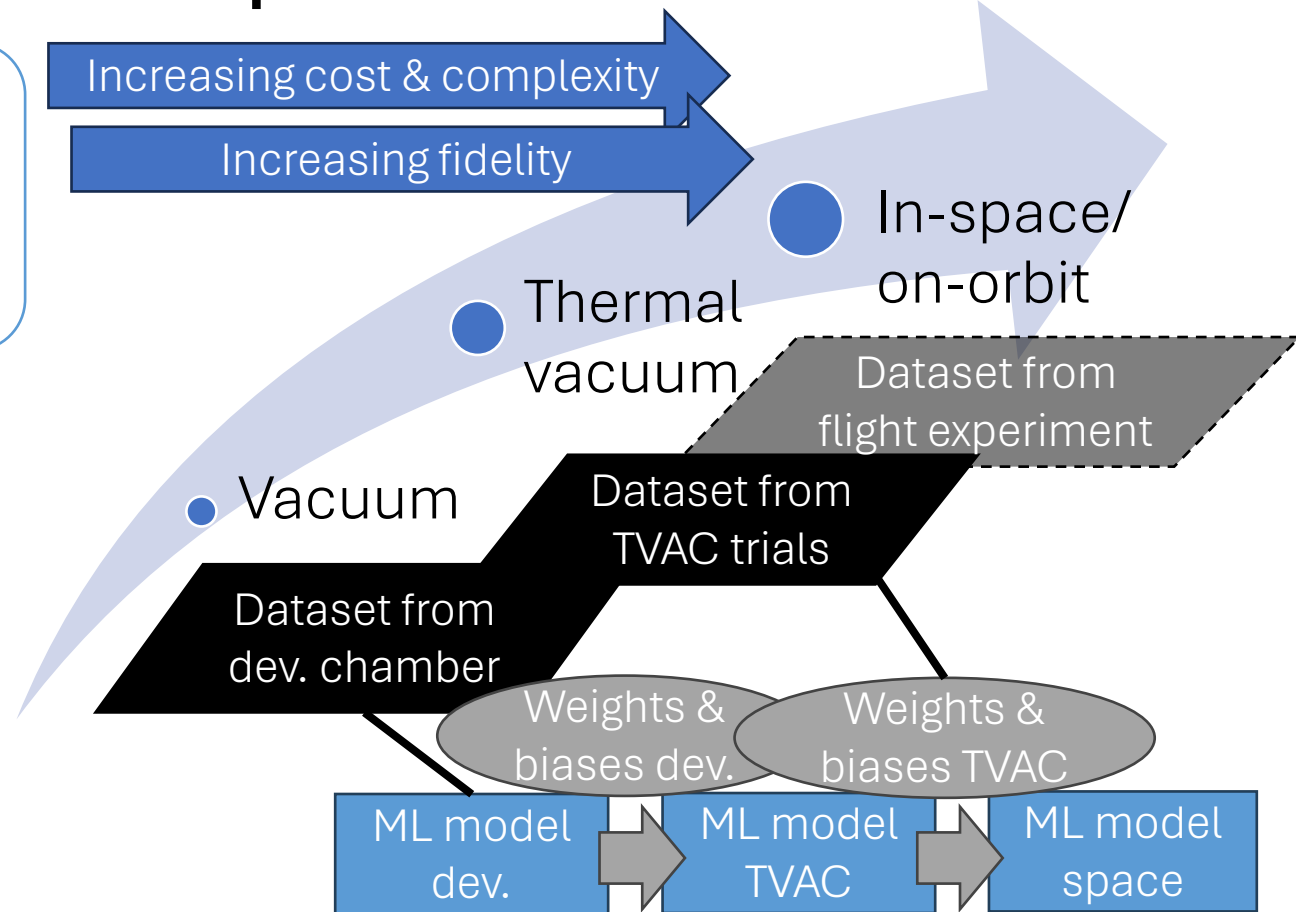 Increasing cost & complexity
Increasing fidelity
In-space/
on-orbit
Thermal
vacuum
Dataset from
flight experiment
Vacuum
Dataset from
TVAC trials
Dataset from
dev. chamber
Weights &
biases dev.
Weights &
biases TVAC
ML model
dev.
ML model
TVAC
ML model
space